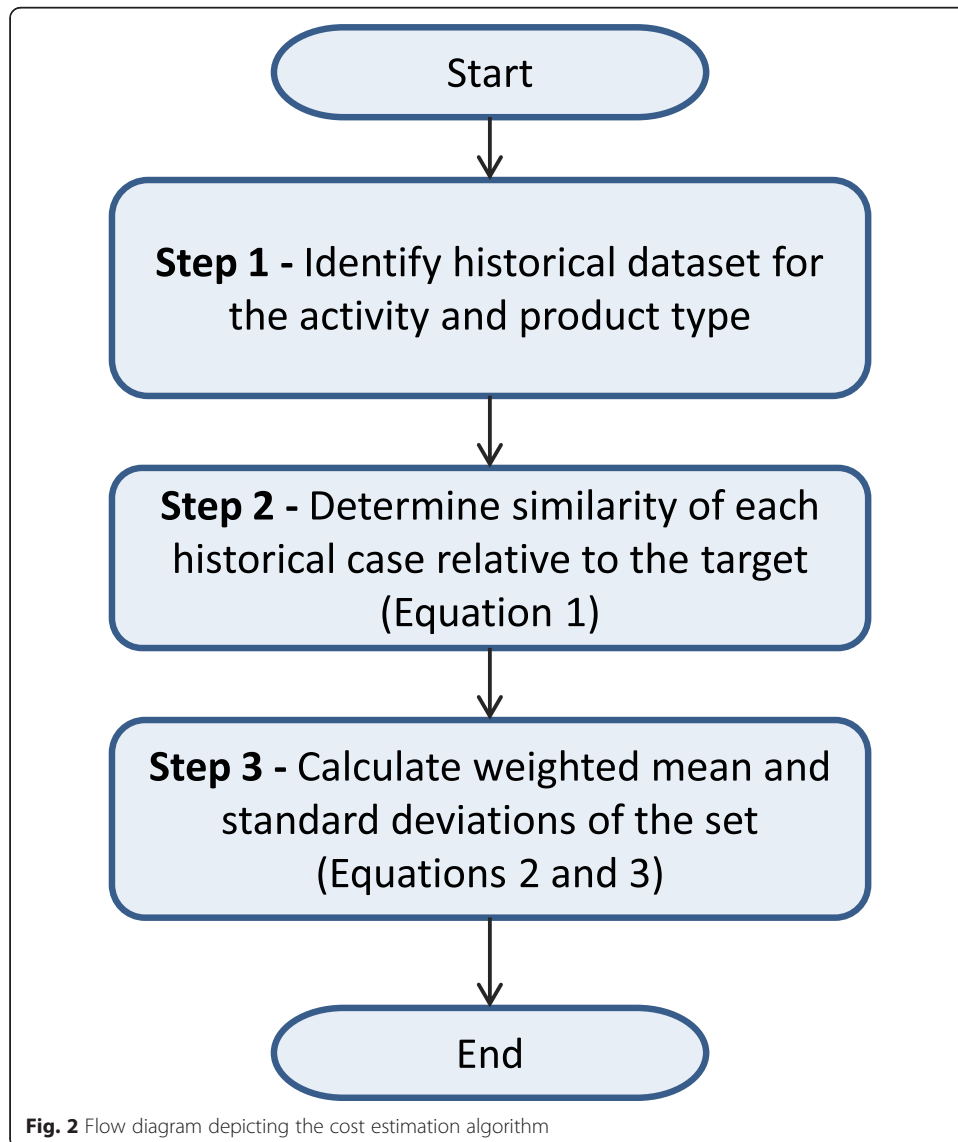 Start
Step 1 - Identify historical dataset for
the activity and product type
Step 2 - Determine similarity of each
historical case relative to the target
(Equation 1)
Step 3 - Calculate weighted mean and
standard deviations of the set
(Equations 2 and 3)
End
Fig. 2 Flow diagram depicting the cost estimation algorithm